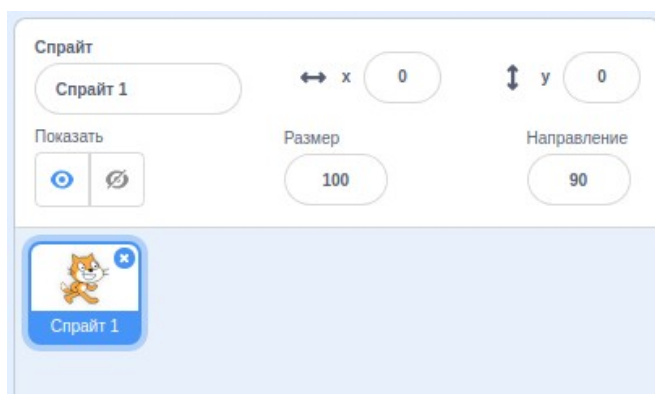 Спрайт
Спрайт 1
x 0
y 0
Показать
Размер
Направление
100
90
Спрайт 1